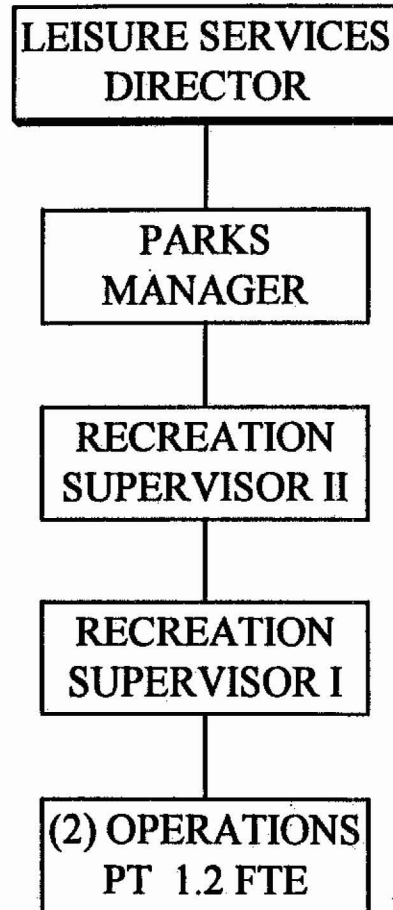 LEISURE SERVICES
DIRECTOR
PARKS
MANAGER
RECREATION
SUPERVISOR II
RECREATION
SUPERVISOR I
(2) OPERATIONS
PT 1.2 FTE